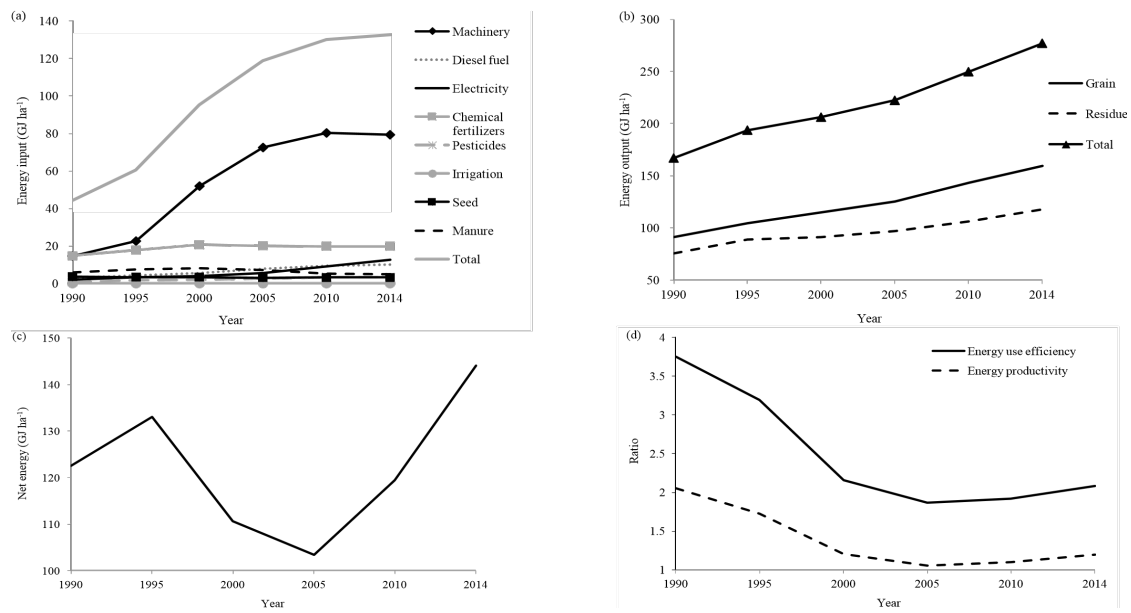 (a)
140
120
100
80
60
40
20
0
Energy input (GJ ha⁻¹)
1990 1995 2000 2005 2010 2014
Year
Machinery
Diesel fuel
Electricity
Chemical
fertilizers
Pesticides
Irrigation
Seed
Manure
Total
(b)
300
250
200
150
100
50
Energy output (GJ ha⁻¹)
1990 1995 2000 2005 2010 2014
Year
Grain
Residue
Total
(c)
150
140
130
120
110
100
Net energy (GJ ha⁻¹)
1990 1995 2000 2005 2010 2014
Year
(d)
4
3.5
3
2.5
2
1.5
1
Ratio
1990 1995 2000 2005 2010 2014
Year
Energy use efficiency
Energy productivity